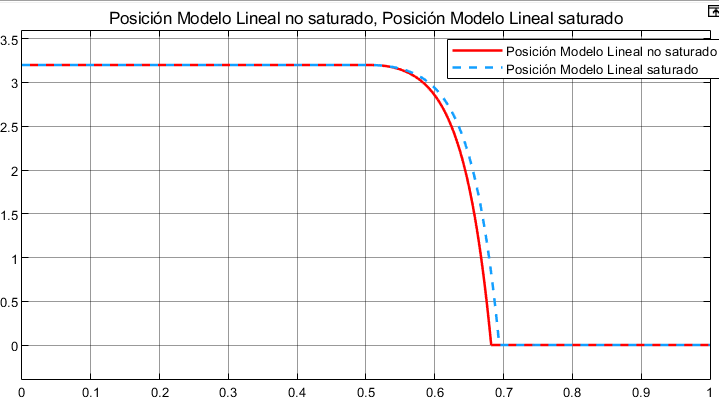 Posición Modelo Lineal no saturado, Posición Modelo Lineal saturado
Posición Modelo Lineal no saturado
Posición Modelo Lineal saturado
3.5
3
2.5
2
1.5
1
0.5
0
0 0.1 0.2 0.3 0.4 0.5 0.6 0.7 0.8 0.9 1